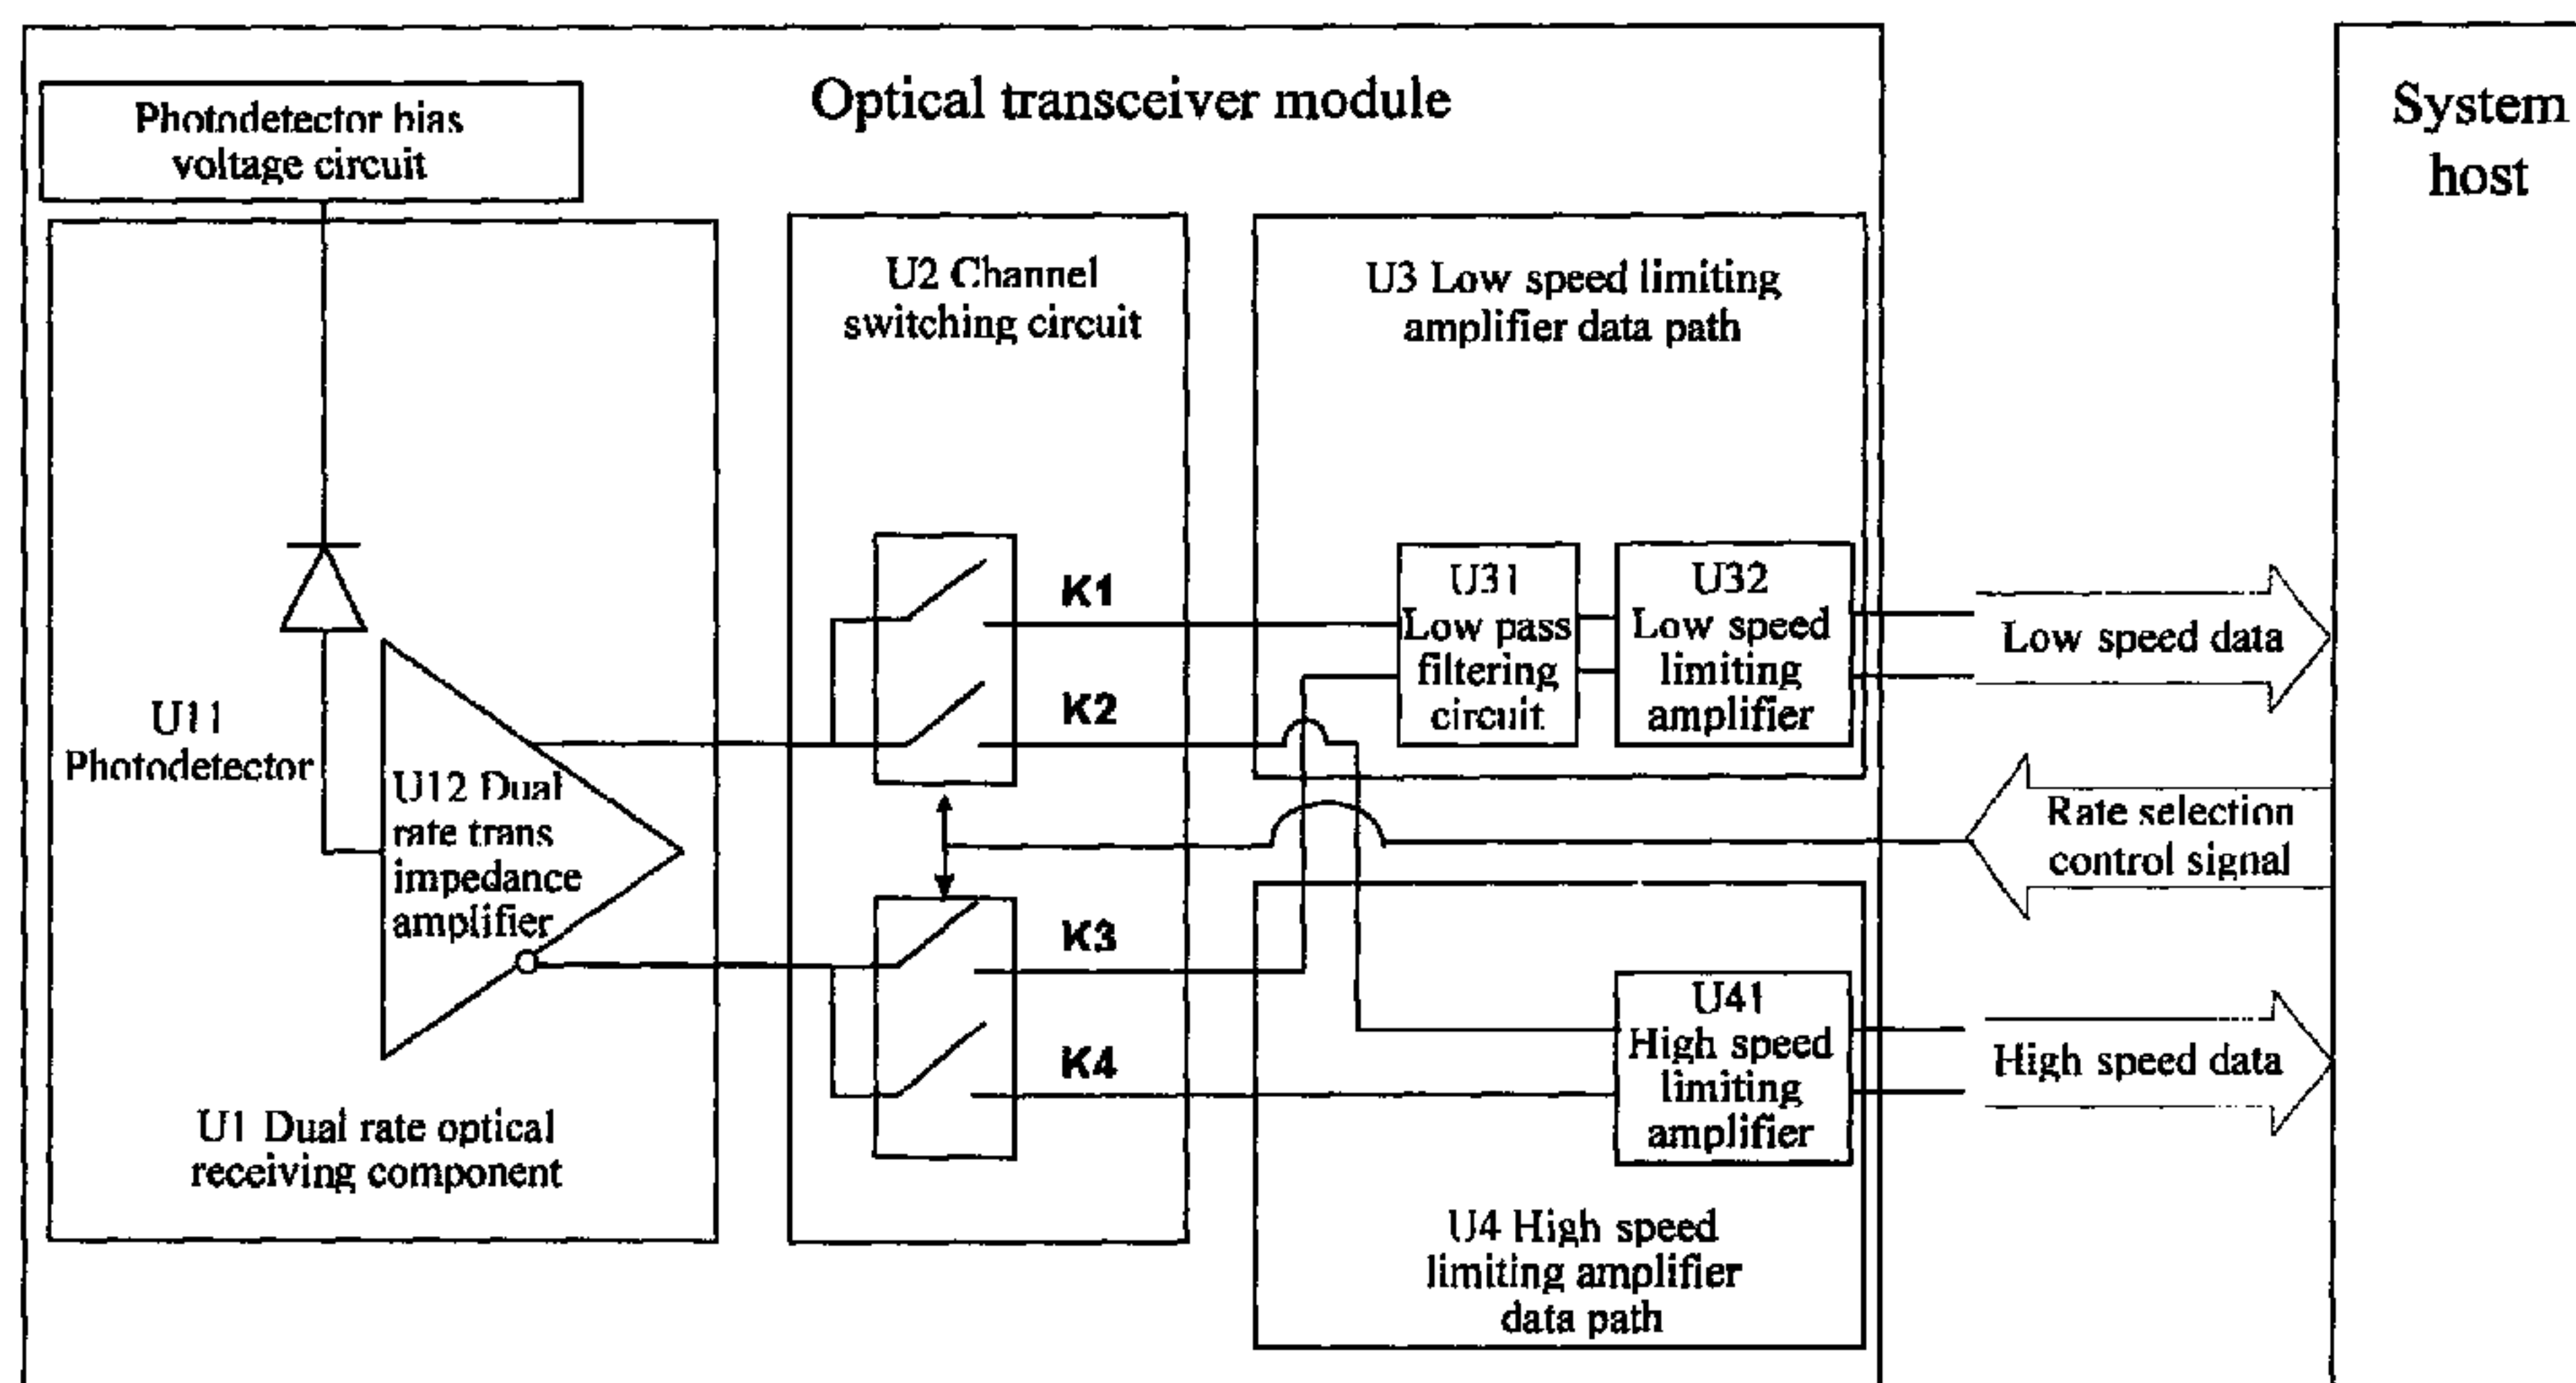 Optical transceiver module
System
host
Photodetector bias
voltage circuit
U2 Channel
switching circuit
U3 Low speed limiting
amplifier data path
K1
K2
K3
K4
U31
Low pass
filtering
circuit
U32
Low speed
limiting
amplifier
Low speed data
U11
Photodetector
U12 Dual
rate trans
impedance
amplifier
Rate selection
control signal
U41
High speed
limiting
amplifier
High speed data
U1 Dual rate optical
receiving component
U4 High speed
limiting amplifier
data path